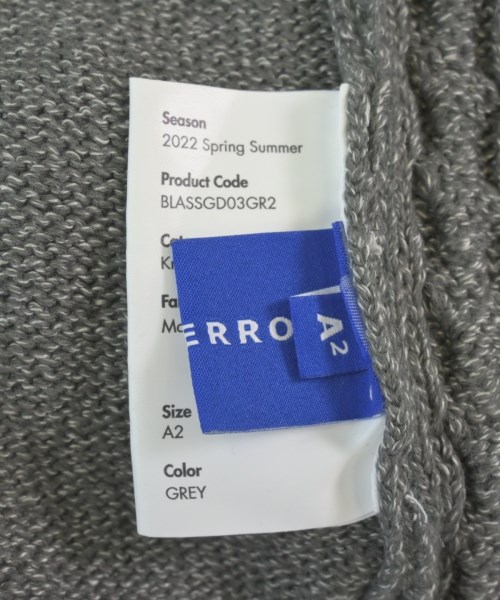 Season
2022 Spring Summer
Product Code
BLASSGD03GR2
ERRO
A2
Size
A2
Color
GREY